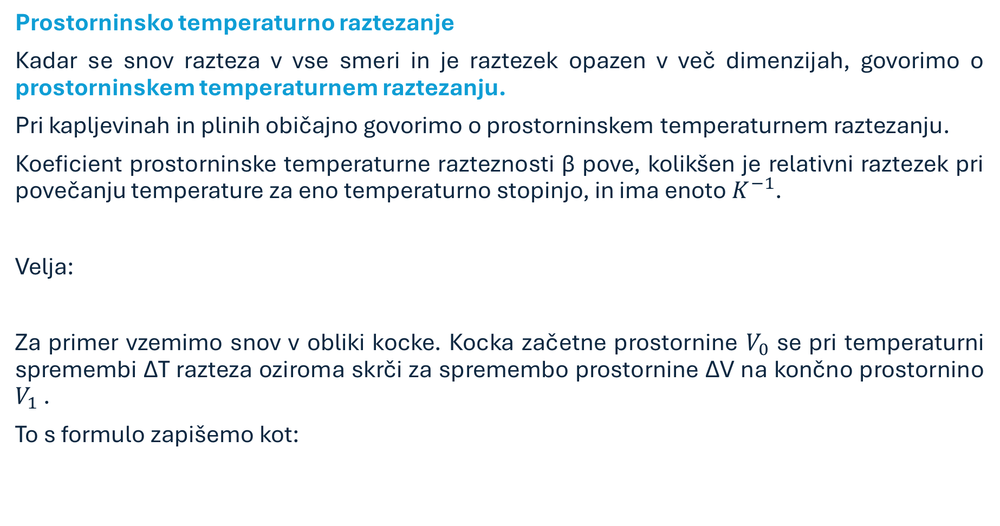 Prostorninsko temperaturno raztezanje
Kadar se snov razteza v vse smeri in je raztezek opazen v več dimenzijah, govorimo o
prostorninskem temperaturnem raztezanju.
Pri kapljevinah in plinih običajno govorimo o prostorninskem temperaturnem raztezanju.
Koeficient prostorninske temperaturne razteznosti β pove, kolikšen je relativni raztezek pri
povečanju temperature za eno temperaturno stopinjo, in ima enoto $K^{-1}$.
Velja:
Za primer vzemimo snov v obliki kocke. Kocka začetne prostornine $V_0$ se pri temperaturni
spremembi ΔT razteza oziroma skrči za spremembo prostornine ΔV na končno prostornino
$V_1$ .
To s formulo zapišemo kot: